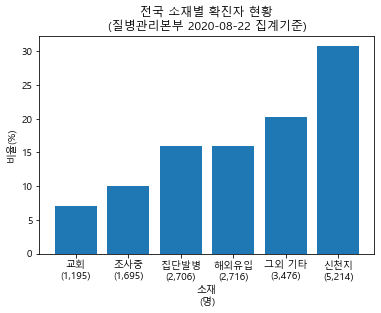 전국 소재별 확진자 현황
(질병관리본부 2020-08-22 집계기준)
비율(%)
30
25
20
15
10
5
0
교회 조사중 집단발병 해외유입 그외 기타 신천지
(1,195) (1,695) (2,706) (2,716) (3,476) (5,214)
소재
(명)